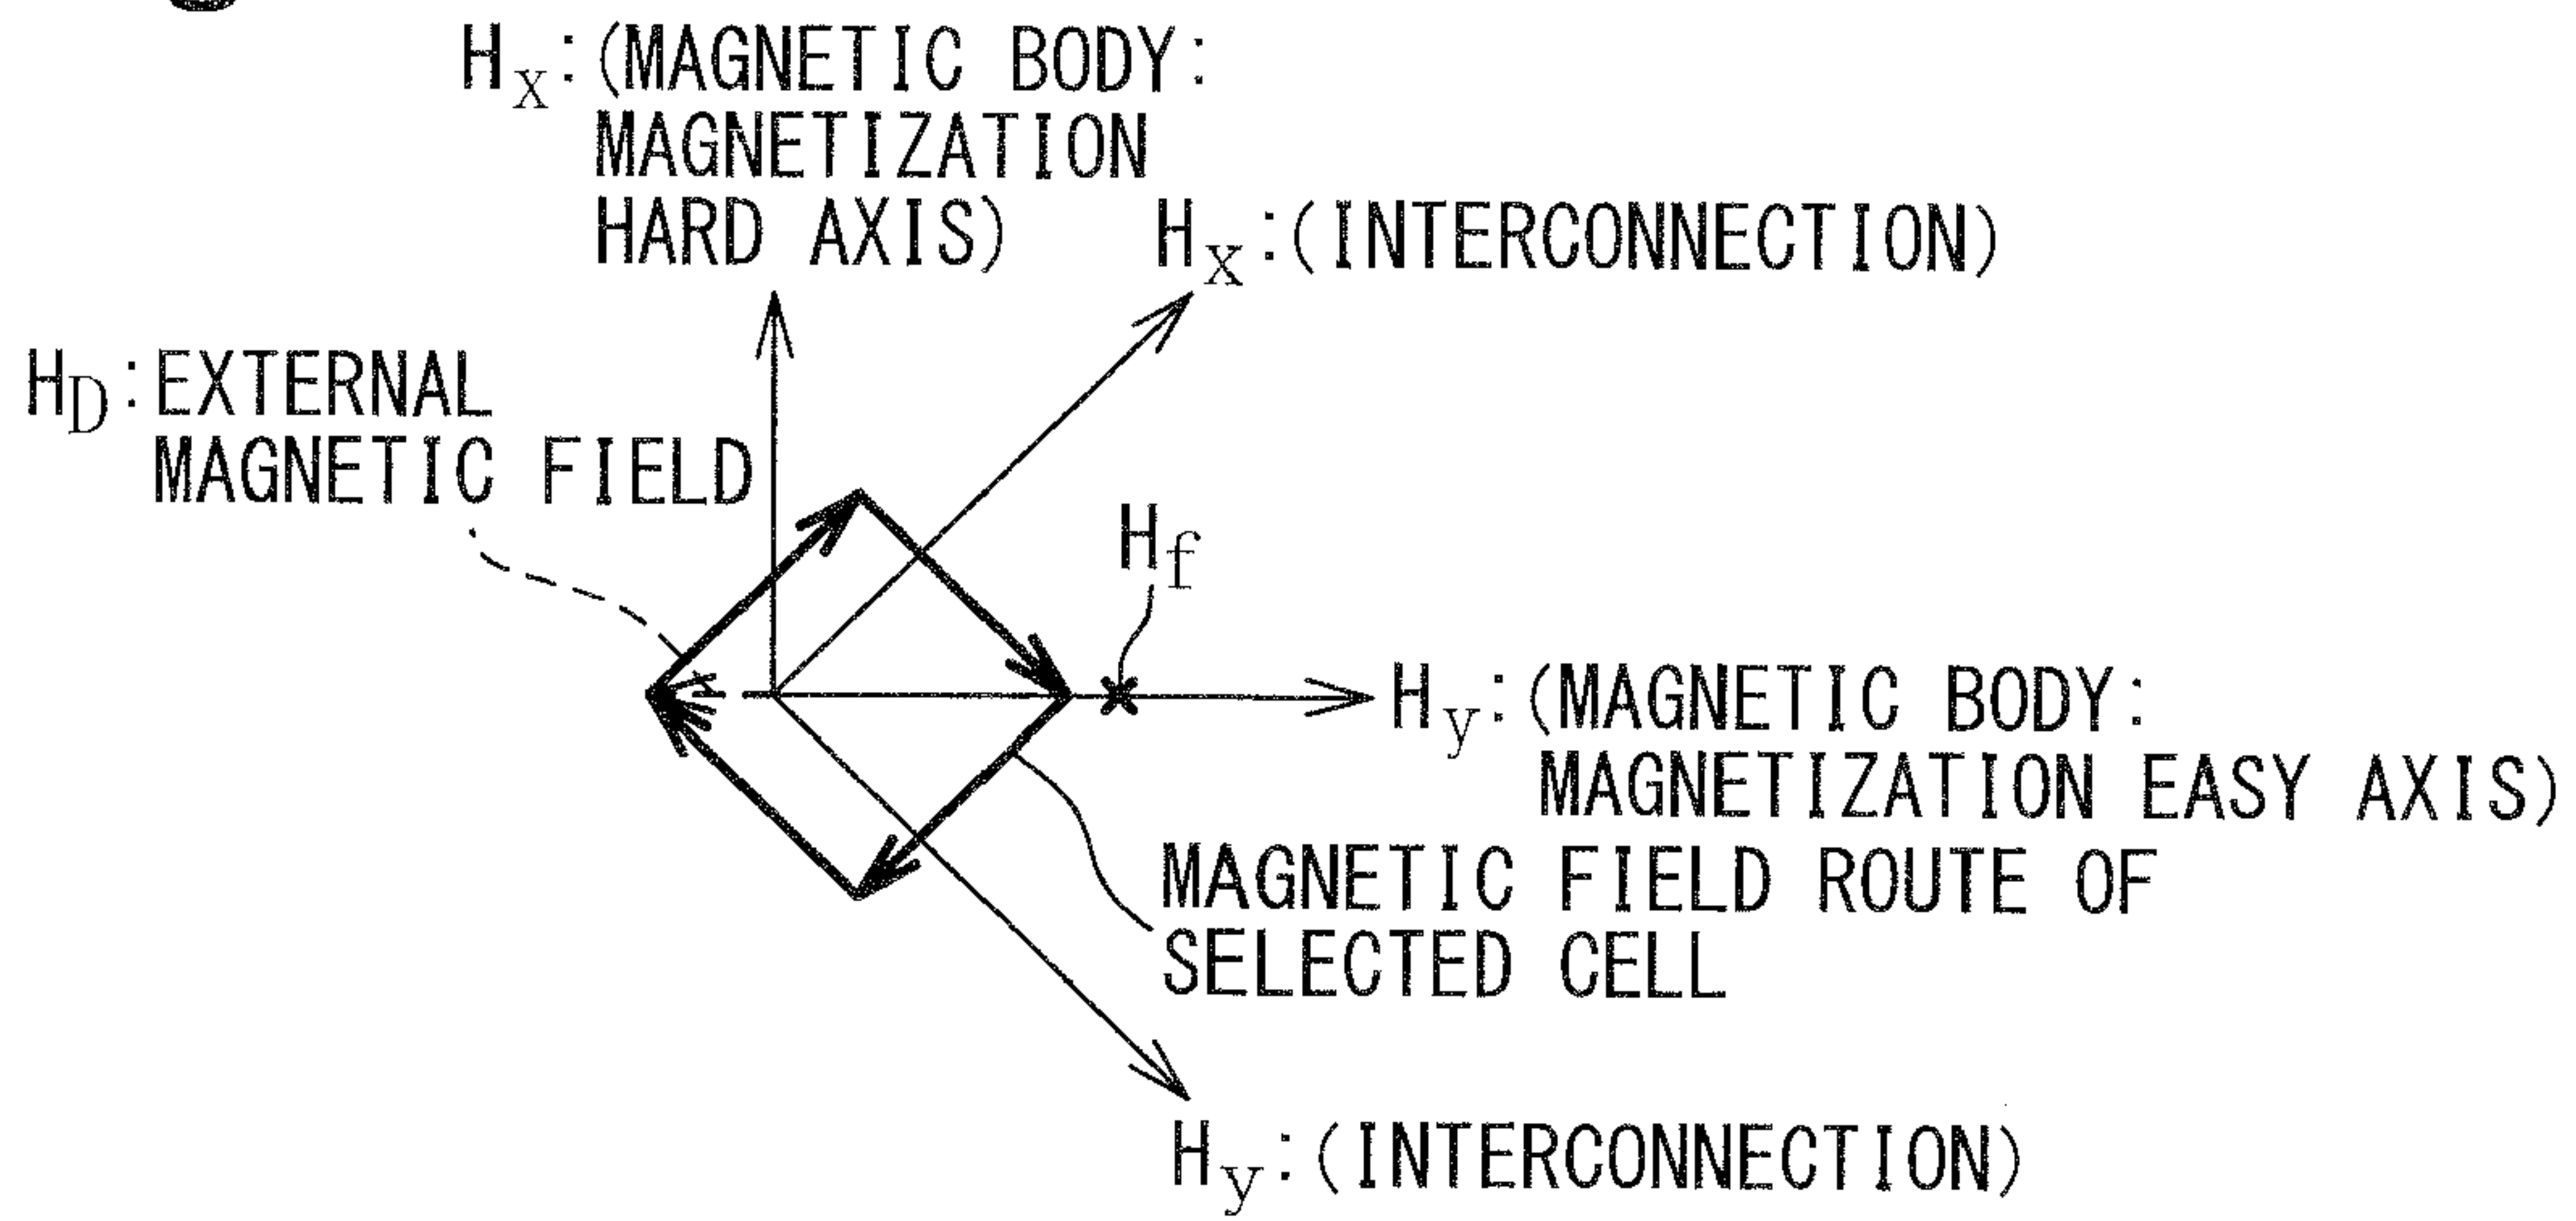 Hx:(MAGNETIC BODY:
MAGNETIZATION
HARD AXIS)
Hx:(INTERCONNECTION)
HD:EXTERNAL
MAGNETIC FIELD
Hf
Hy:(MAGNETIC BODY:
MAGNETIZATION EASY AXIS)
MAGNETIC FIELD ROUTE OF
SELECTED CELL
Hy:(INTERCONNECTION)